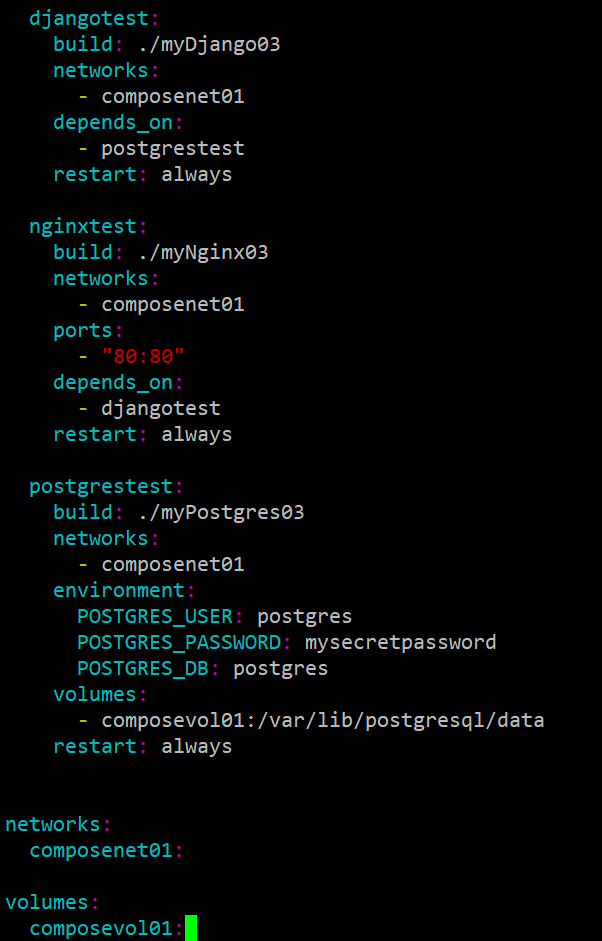 djangotest:
    build: ./myDjango03
    networks:
      - composenet01
    depends_on:
      - postgrestest
    restart: always

  nginxtest:
    build: ./myNginx03
    networks:
      - composenet01
    ports:
      - "80:80"
    depends_on:
      - djangotest
    restart: always

  postgrestest:
    build: ./myPostgres03
    networks:
      - composenet01
    environment:
      POSTGRES_USER: postgres
      POSTGRES_PASSWORD: mysecretpassword
      POSTGRES_DB: postgres
    volumes:
      - composevol01:/var/lib/postgresql/data
    restart: always


networks:
  composenet01:

volumes:
  composevol01: